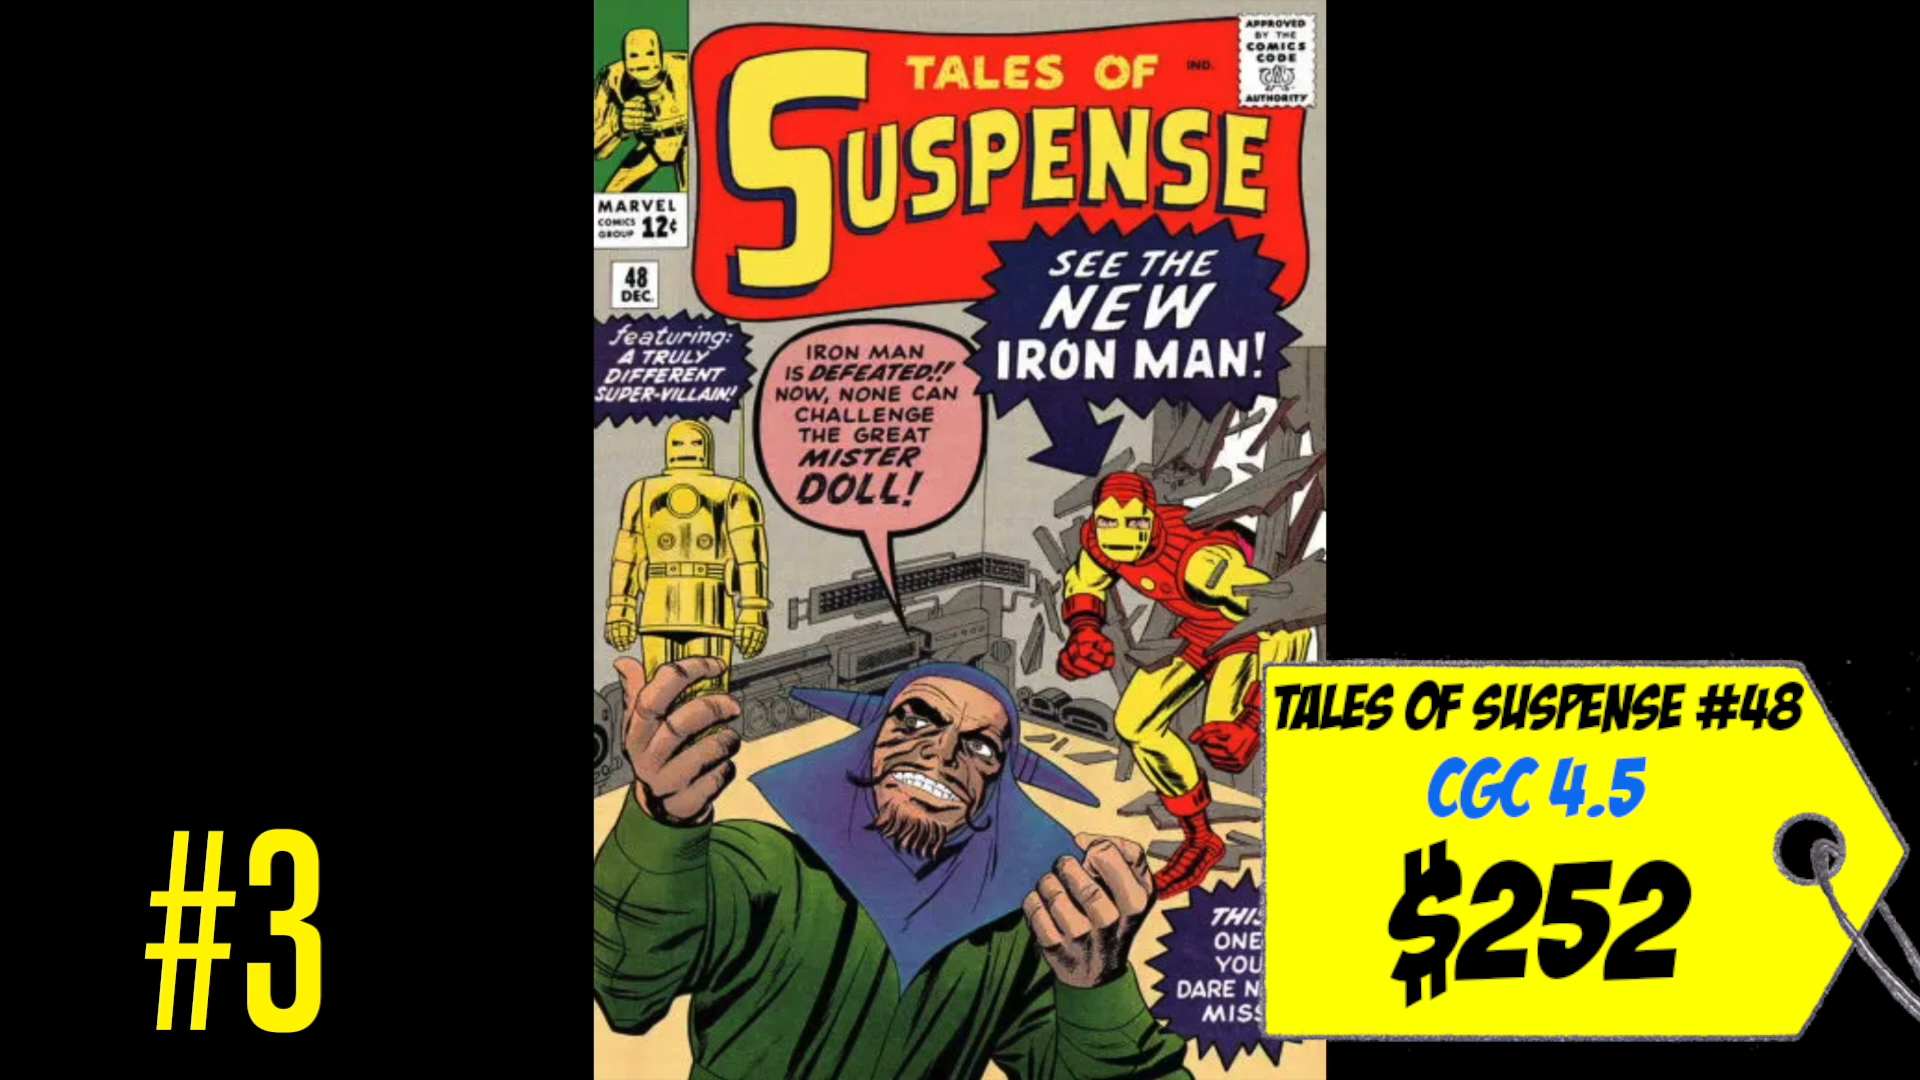 TALES OF
SUSPENSE
IND.
APPROVED
BY THE
COMICS
CODE
AUTHORITY
MARVEL
COMICS
GROUP 12¢
48
DEC.
SEE THE
NEW
IRON MAN!
featuring:
A TRULY
DIFFERENT
SUPER-VILLAIN!
IRON MAN
IS DEFEATED!!
NOW, NONE CAN
CHALLENGE
THE GREAT
MISTER
DOLL!
THIS
ONE
YOU
DARE N
MISS
#3
TALES OF SUSPENSE #48
CGC 4.5
$252